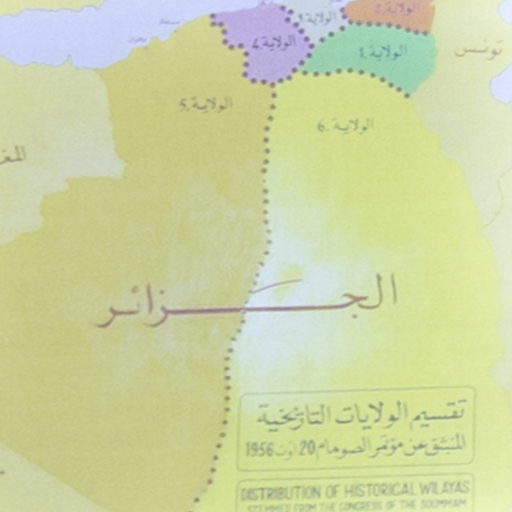 الولاية.2
الولاية.3
الولاية.4
الولاية.1
تونس
الولاية.5
الولاية.6
الجزائر
تقسيم الولايات التاريخية
المنبثق عن مؤتمر الصومام 20 أوت 1956
DISTRIBUTION OF HISTORICAL WILAYAS
STEMMED FROM THE CONGRESS OF THE SOUMMAM